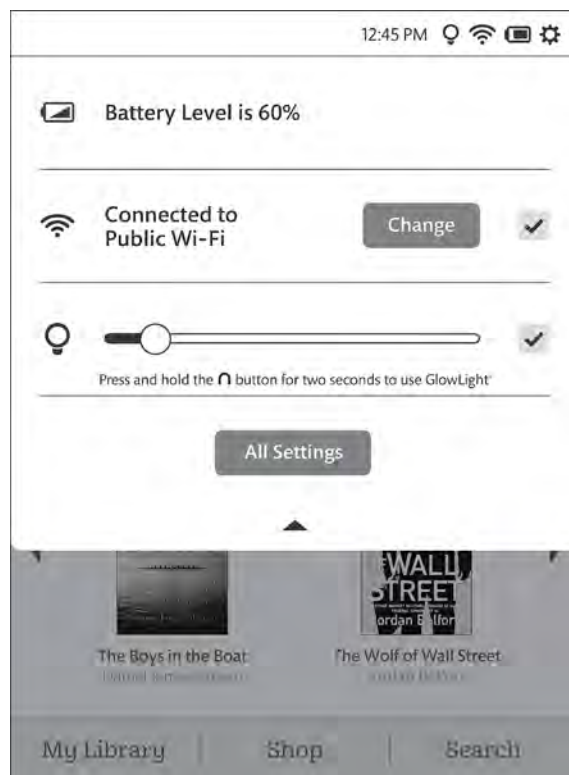 12:45 PM
Battery Level is 60%
Connected to
Public Wi-Fi
Change
Press and hold the button for two seconds to use GlowLight
All Settings
WALL
STREET
The Boys in the Boat
The Wolf of Wall Street
My Library
Shop
Search